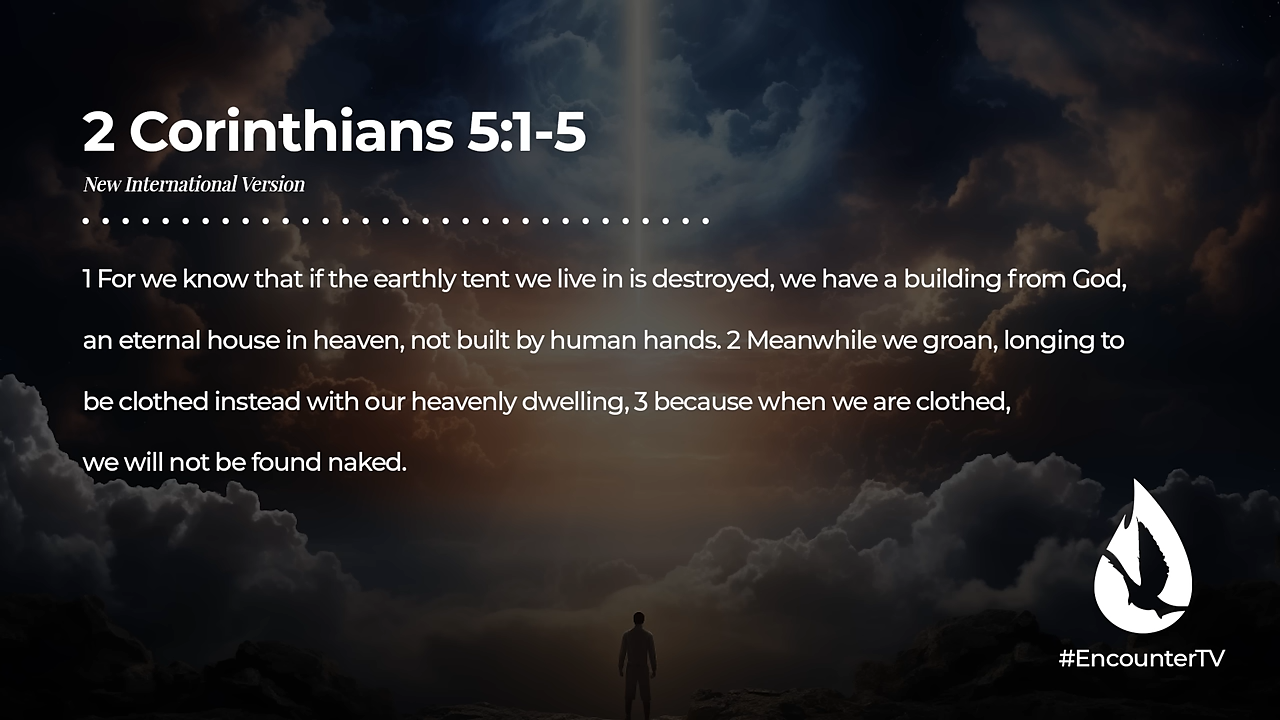 2 Corinthians 5:1-5
New International Version
1 For we know that if the earthly tent we live in is destroyed, we have a building from God,
an eternal house in heaven, not built by human hands. 2 Meanwhile we groan, longing to
be clothed instead with our heavenly dwelling, 3 because when we are clothed,
we will not be found naked.
#EncounterTV